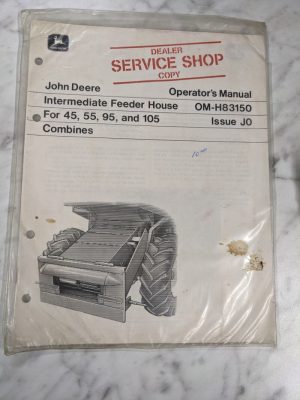 DEALER
SERVICE SHOP
COPY
John Deere
Operator's Manual
Intermediate Feeder House
OM-H83150
For 45, 55, 95, and 105
Issue J0
Combines